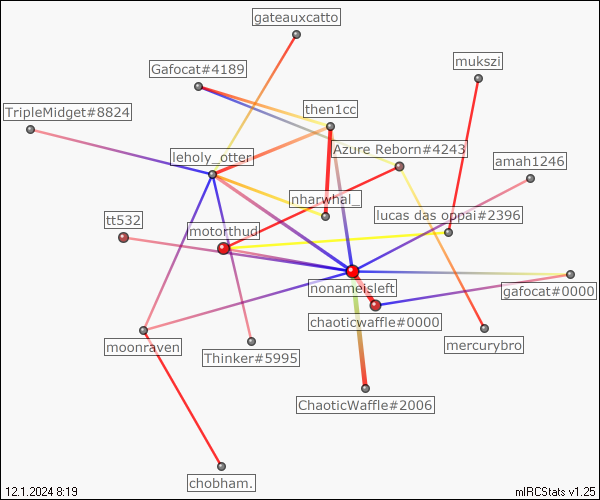 gateauxcatto
mukszi
Gafocat#4189
TripleMidget#8824
then1cc
Azure Reborn#4243
leholy_otter
amah1246
nharwhal_
lucas das oppai#2396
tt532
motorthud
nonameisleft
gafocat#0000
chaoticwaffle#0000
moonraven
Thinker#5995
mercurybro
ChaoticWaffle#2006
chobham.
12.1.2024 8:19
mIRCStats v1.25